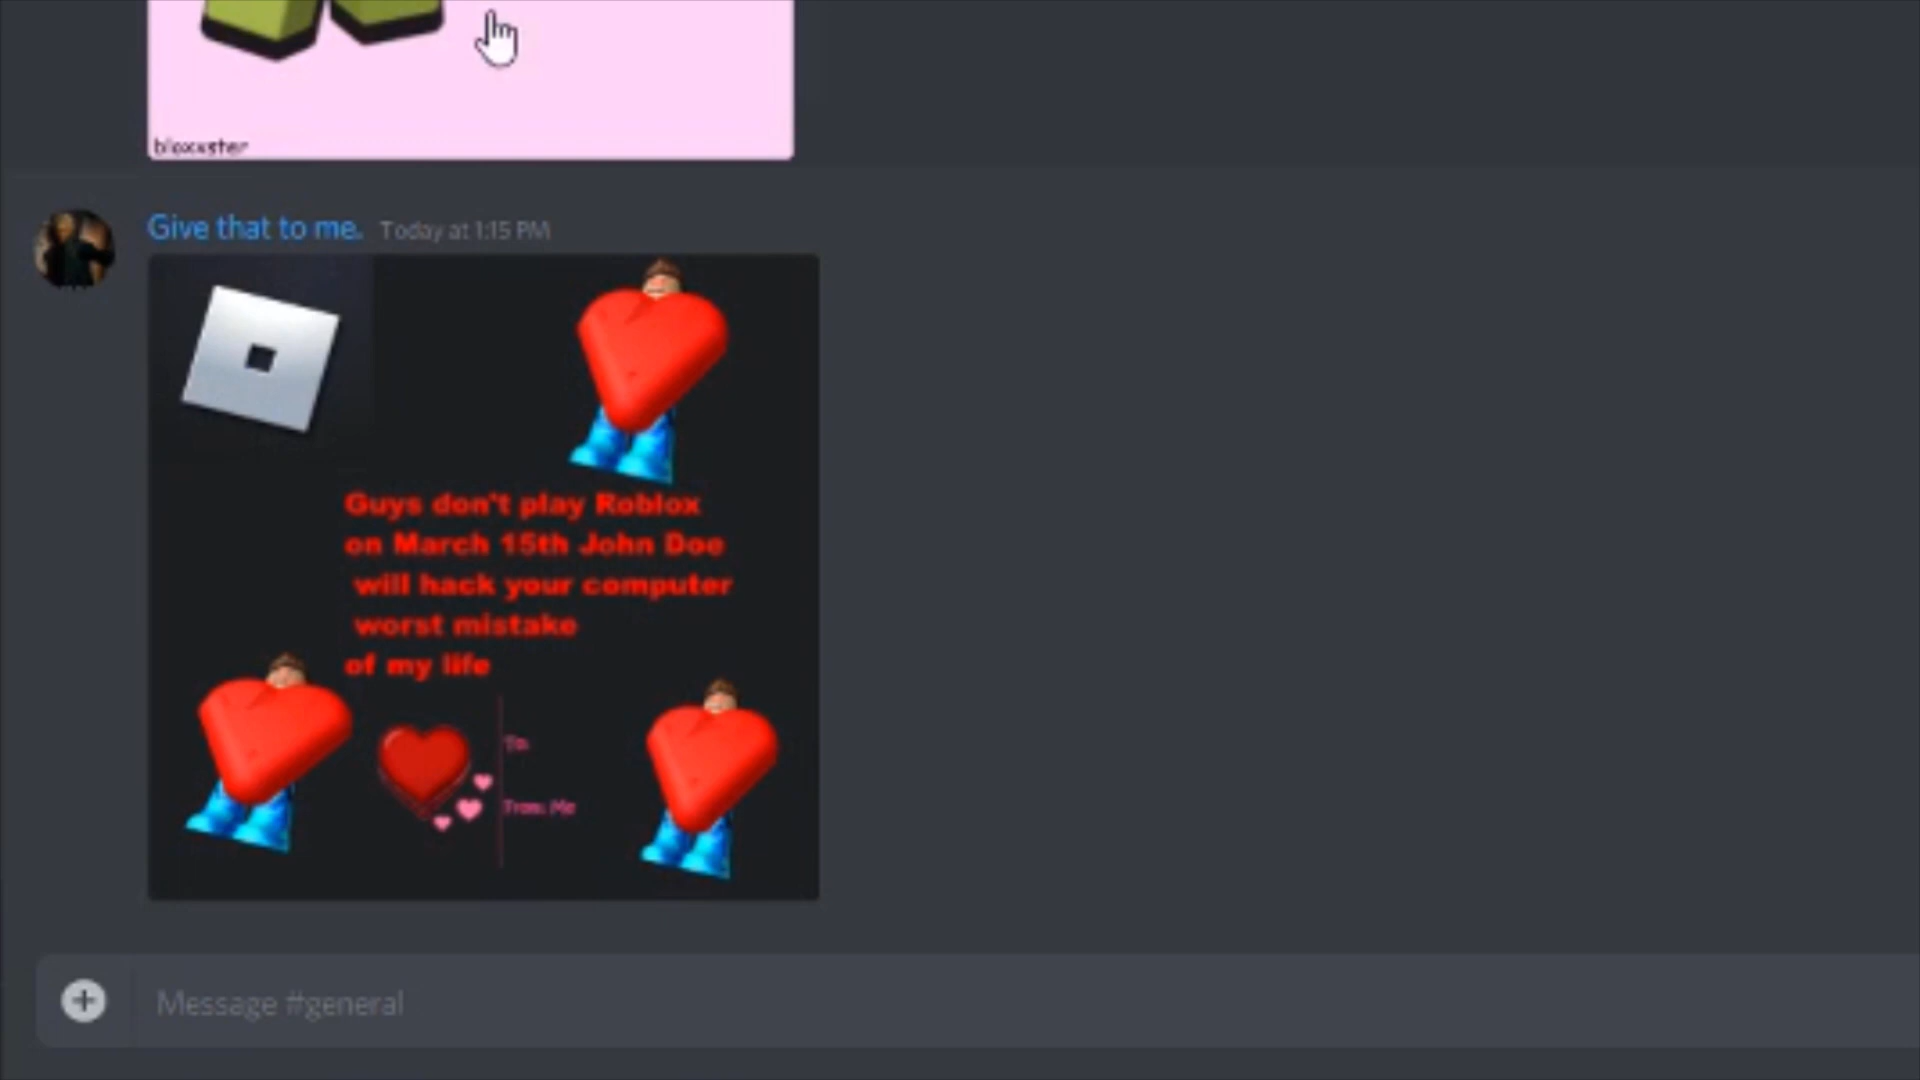 bloxxster
Give that to me. Today at 1:15 PM
Guys don't play Roblox
on March 15th John Doe
will hack your computer
worst mistake
of my life
To:
From: Me
Message #general